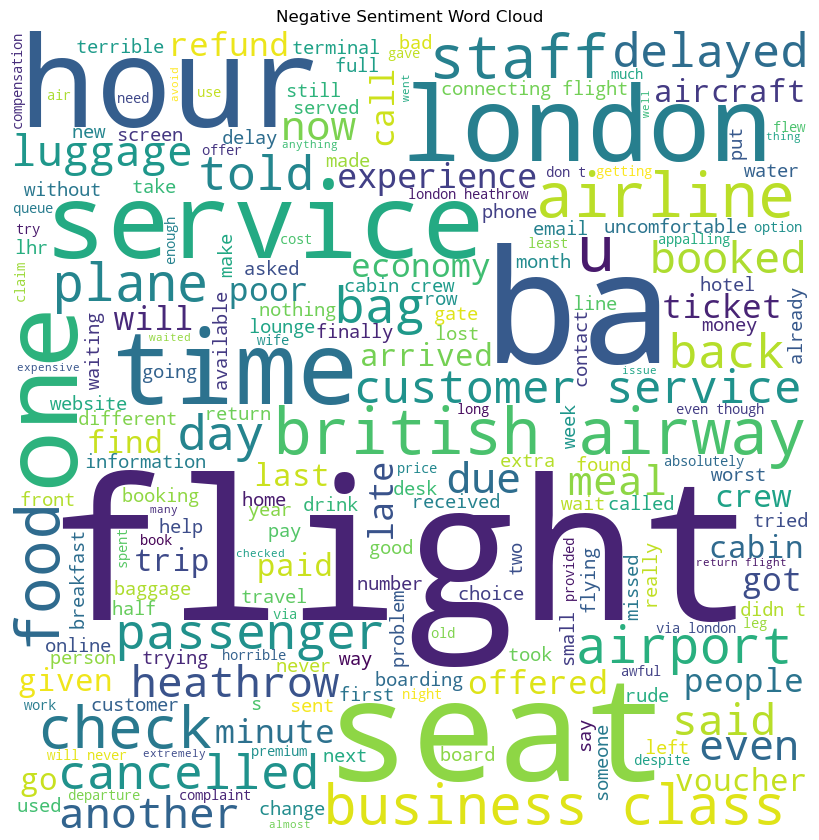 Negative Sentiment Word Cloud
hour
terrible
refund
terminal
bad
gave
staff
went
delayed
compensation
air
need
avoid
use
full
still
served
call
connecting flight
much
well
aircraft
london
new
screen
delay
now
anything
made
put
flew
thing
luggage
offer
told
experience
london heathrow
don t
getting
water
without
take
airline
queue
try
service
enough
phone
email
uncomfortable
option
lhr
make
cost
least
appalling
asked
economy
cabin crew
month
u
booked
claim
plane
poor
bag
row
ba
hotel
nothing
gate
line
ticket
will
waiting
available
lounge
finally
lost
money
already
one
time
waited
wife
arrived
contact
back
expensive
going
issue
website
customer service
different
return
long
even though
find
day
british airway
week
information
last
late
price
due
extra
found
absolutely
worst
front
booking
home
drink
desk
received
meal
wait
called
crew
many
year
flight
food
breakfast
book
help
pay
good
tried
spent
checked
two
cabin
trip
paid
number
choice
small
provided
flying
missed
really
return flight
got
baggage
travel
half
via
passenger
problem
old
didn t
online
via london
leg
person
trying
horrible
never
way
took
airport
given
heathrow
boarding
offered
awful
people
work
customer
s
sent
first
night
rude
check
minute
seat
say
someone
said
will never
extremely
premium
next
board
left
despite
even
go
cancelled
voucher
used
departure
complaint
another
change
almost
business class